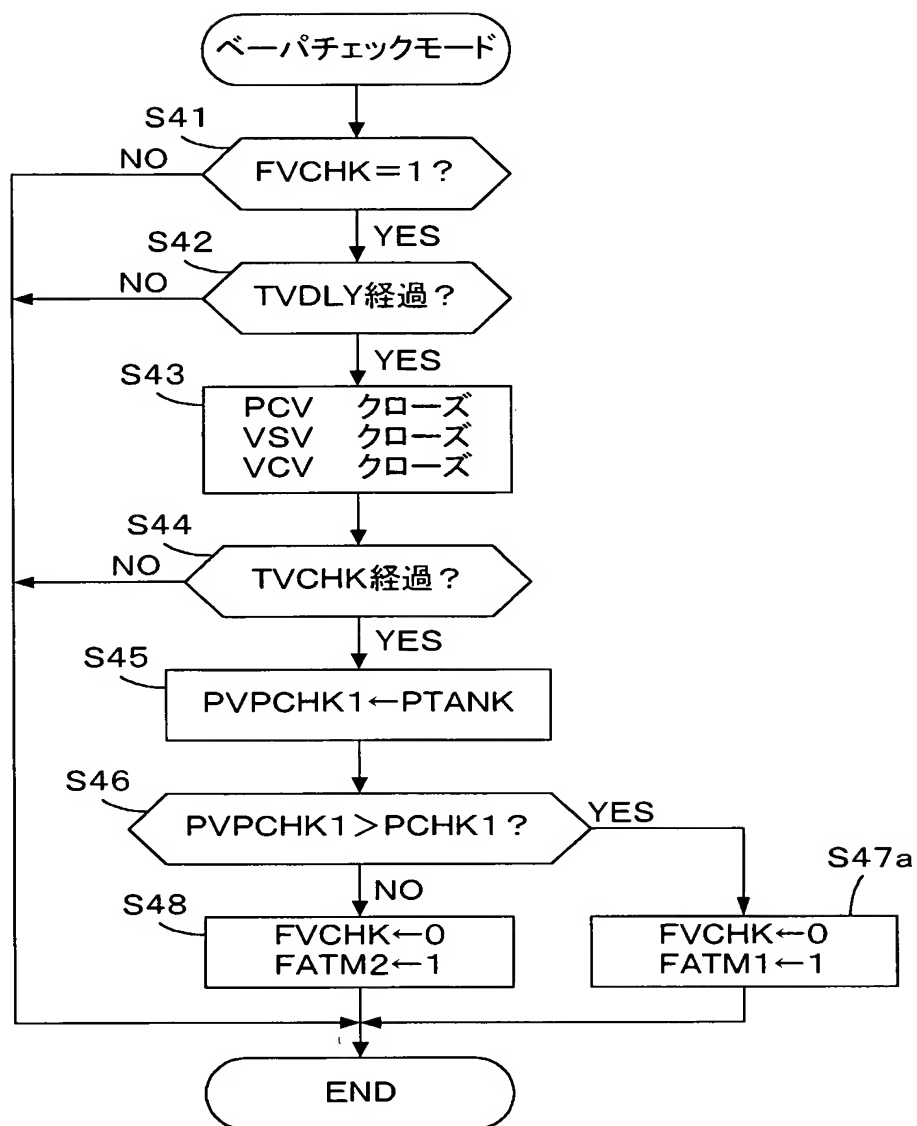 ベーパチェックモード
S41
NO
FVCHK=1?
YES
S42
NO
TVDLY経過?
YES
S43
PCV クローズ
VSV クローズ
VCV クローズ
S44
NO
TVCHK経過?
YES
S45
PVPCHK1←PTANK
S46
PVPCHK1>PCHK1?
YES
NO
S47a
S48
FVCHK←0
FATM2←1
FVCHK←0
FATM1←1
END